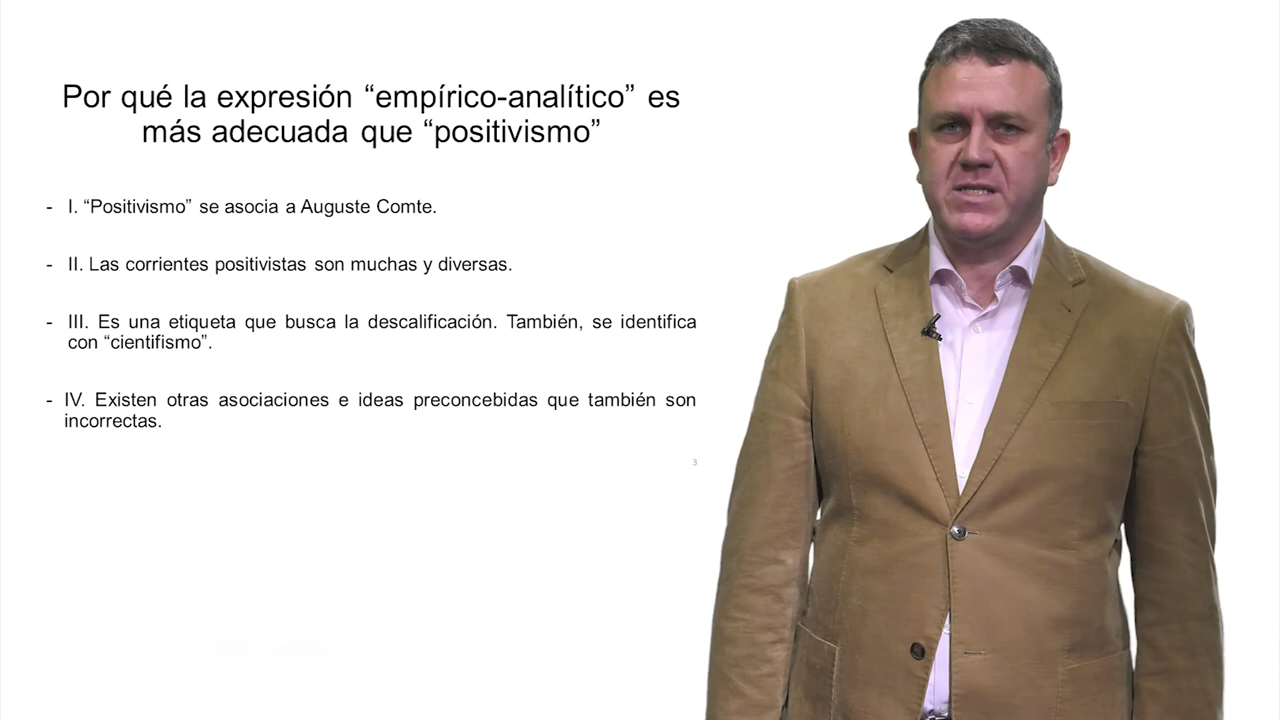 Por qué la expresión “empírico-analítico” es
más adecuada que “positivismo”
- I. “Positivismo” se asocia a Auguste Comte.
- II. Las corrientes positivistas son muchas y diversas.
- III. Es una etiqueta que busca la descalificación. También, se identifica
con “cientifismo”.
- IV. Existen otras asociaciones e ideas preconcebidas que también son
incorrectas.
3